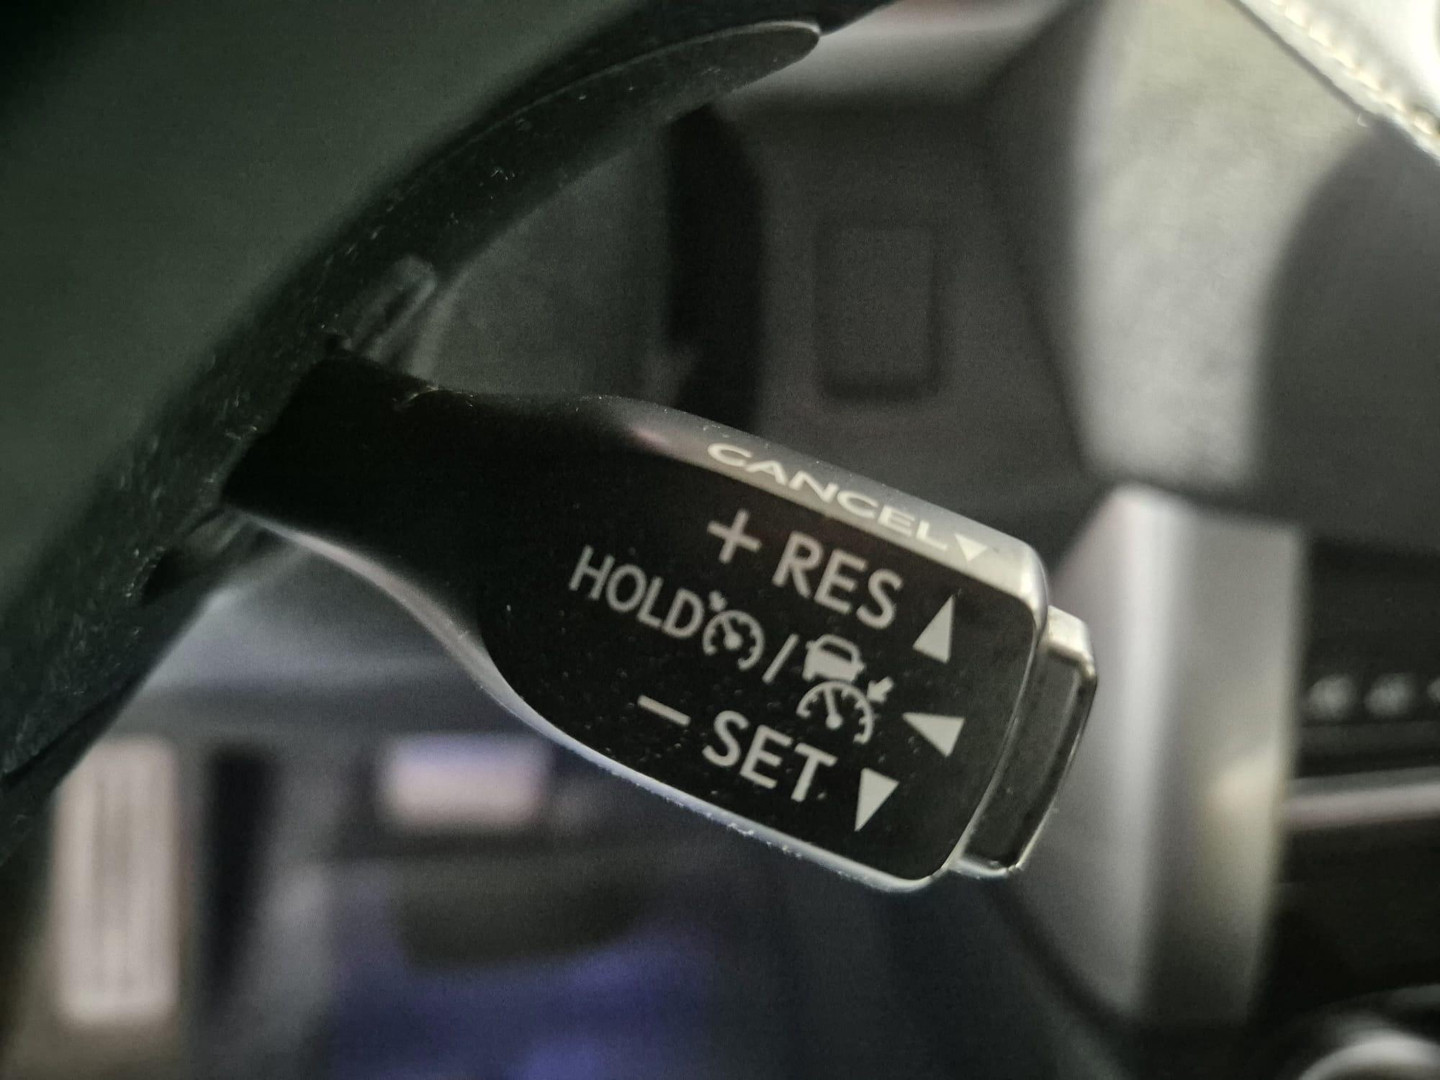 CANCEL
+ RES
HOLD /
- SET